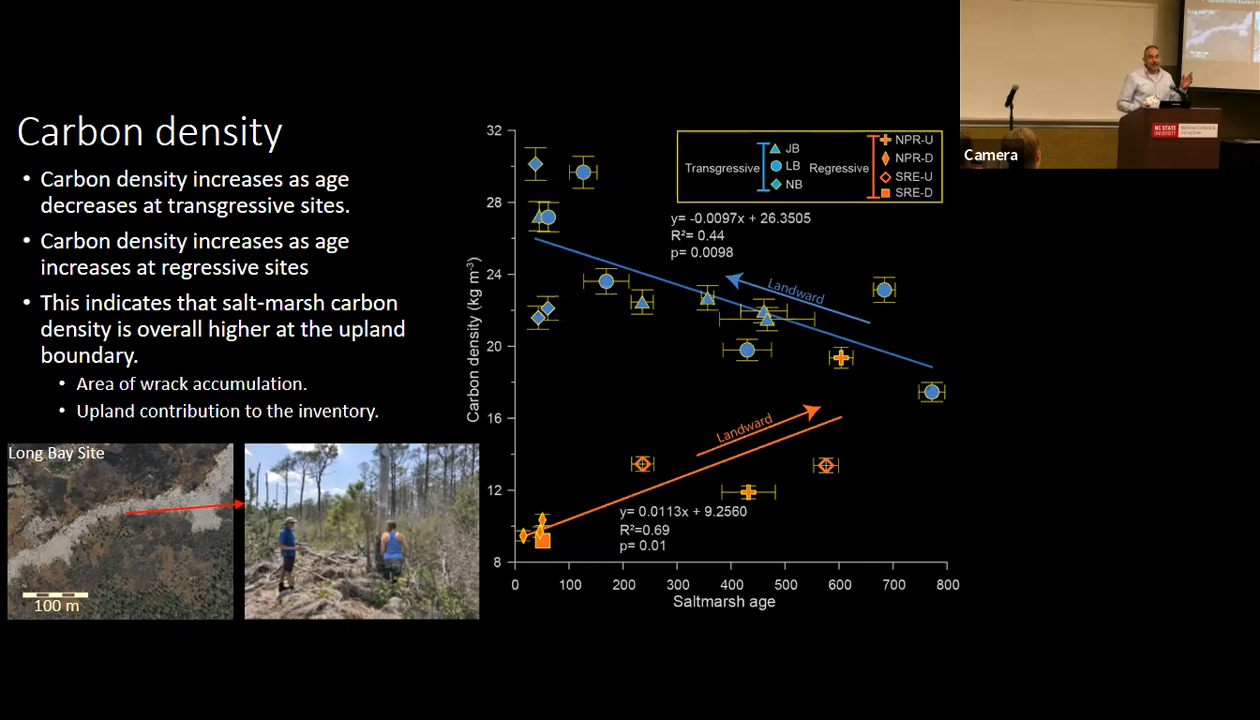 Carbon density
• Carbon density increases as age
decreases at transgressive sites.
• Carbon density increases as age
increases at regressive sites
• This indicates that salt-marsh carbon
density is overall higher at the upland
boundary.
• Area of wrack accumulation.
• Upland contribution to the inventory.
Long Bay Site
100 m
Carbon density (kg m⁻³)
32
28
24
20
16
12
8
0 100 200 300 400 500 600 700 800
Saltmarsh age
Transgressive
JB
LB
NB
Regressive
NPR-U
NPR-D
SRE-U
SRE-D
y= -0.0097x + 26.3505
R²= 0.44
p= 0.0098
Landward
Landward
y= 0.0113x + 9.2560
R²=0.69
p= 0.01
Camera
NC STATE
UNIVERSITY